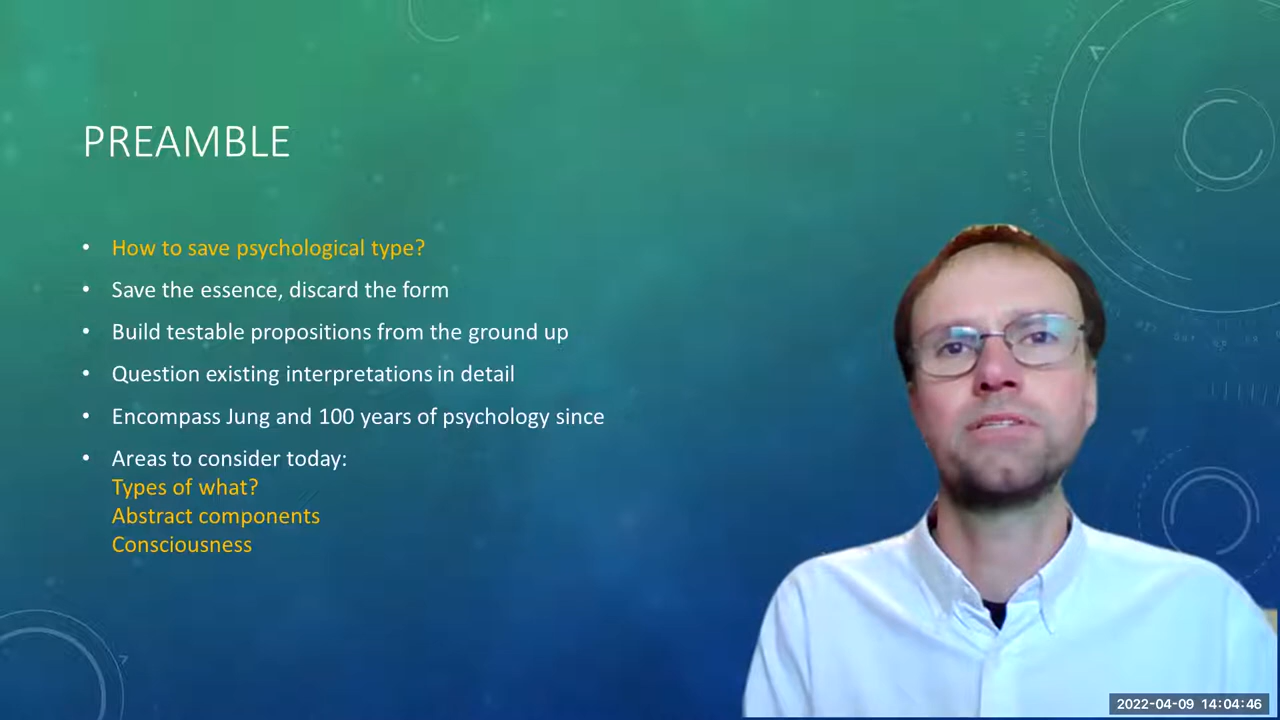 PREAMBLE
• How to save psychological type?
• Save the essence, discard the form
• Build testable propositions from the ground up
• Question existing interpretations in detail
• Encompass Jung and 100 years of psychology since
• Areas to consider today:
Types of what?
Abstract components
Consciousness
2022-04-09 14:04:46